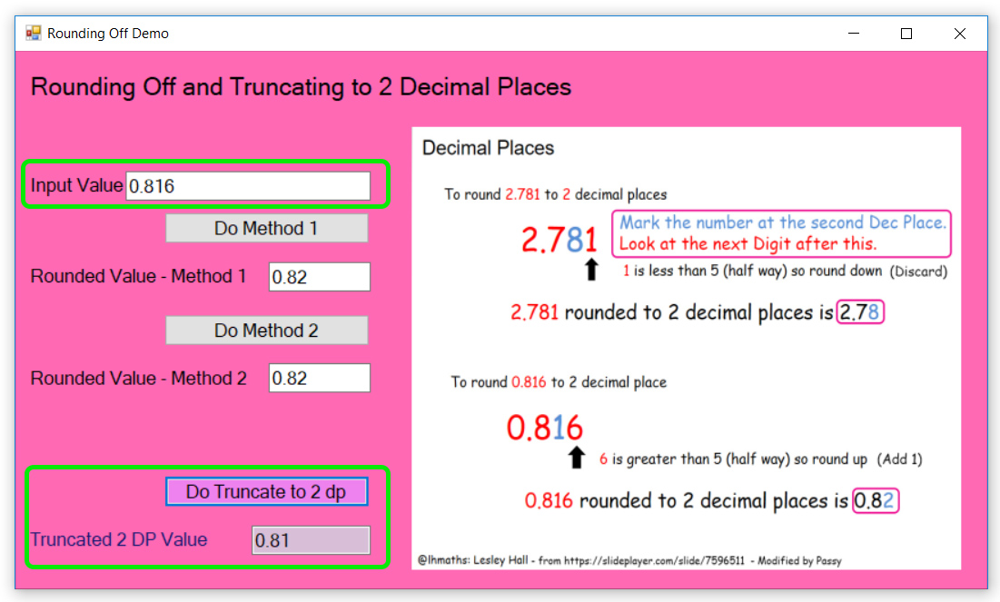 Rounding Off Demo
Rounding Off and Truncating to 2 Decimal Places
Input Value 0.816
Do Method 1
Rounded Value - Method 1 0.82
Do Method 2
Rounded Value - Method 2 0.82
Do Truncate to 2 dp
Truncated 2 DP Value 0.81
Decimal Places
To round 2.781 to 2 decimal places
2.781
Mark the number at the second Dec Place.
Look at the next Digit after this.
1 is less than 5 (half way) so round down (Discard)
2.781 rounded to 2 decimal places is 2.78
To round 0.816 to 2 decimal place
0.816
6 is greater than 5 (half way) so round up (Add 1)
0.816 rounded to 2 decimal places is 0.82
@lhmaths: Lesley Hall - from https://slideplayer.com/slide/7596511 - Modified by Passy